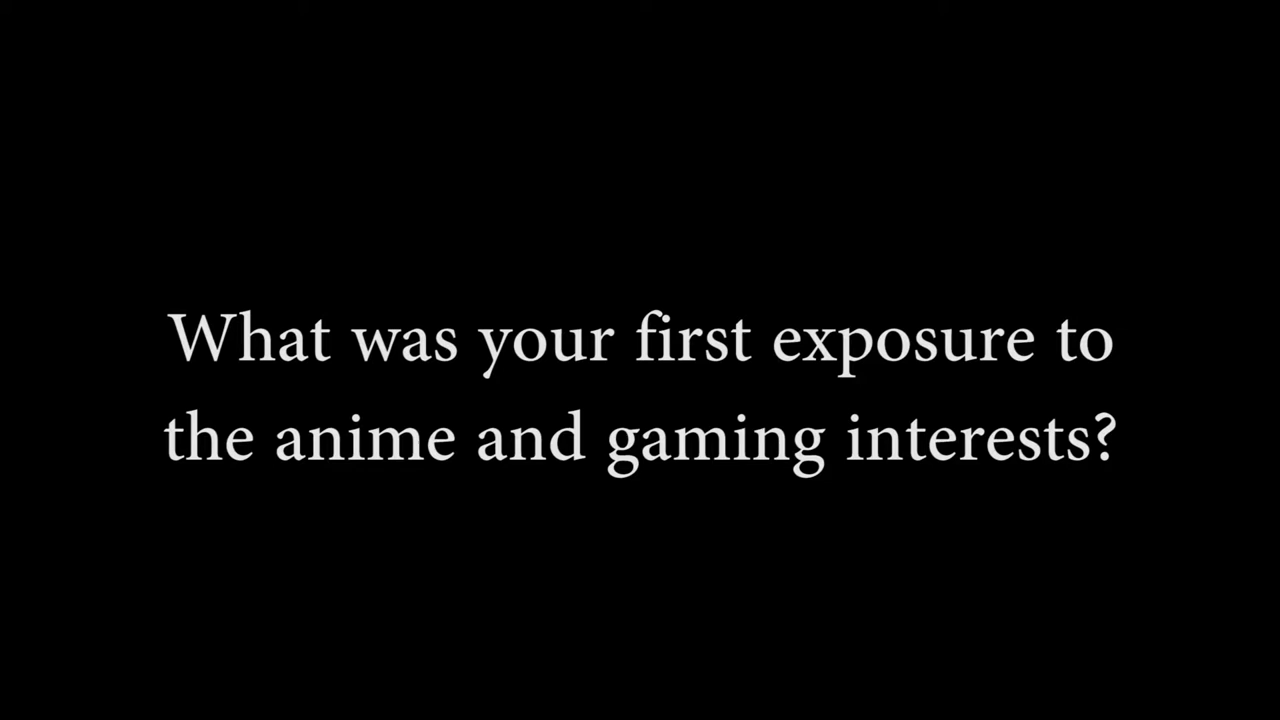 What was your first exposure to
the anime and gaming interests?